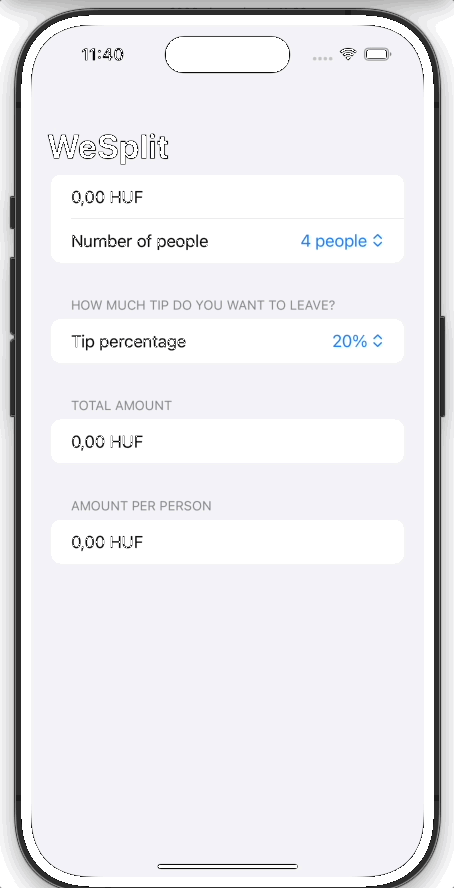 11:40
WeSplit
0,00 HUF
Number of people 4 people
HOW MUCH TIP DO YOU WANT TO LEAVE?
Tip percentage 20%
TOTAL AMOUNT
0,00 HUF
AMOUNT PER PERSON
0,00 HUF